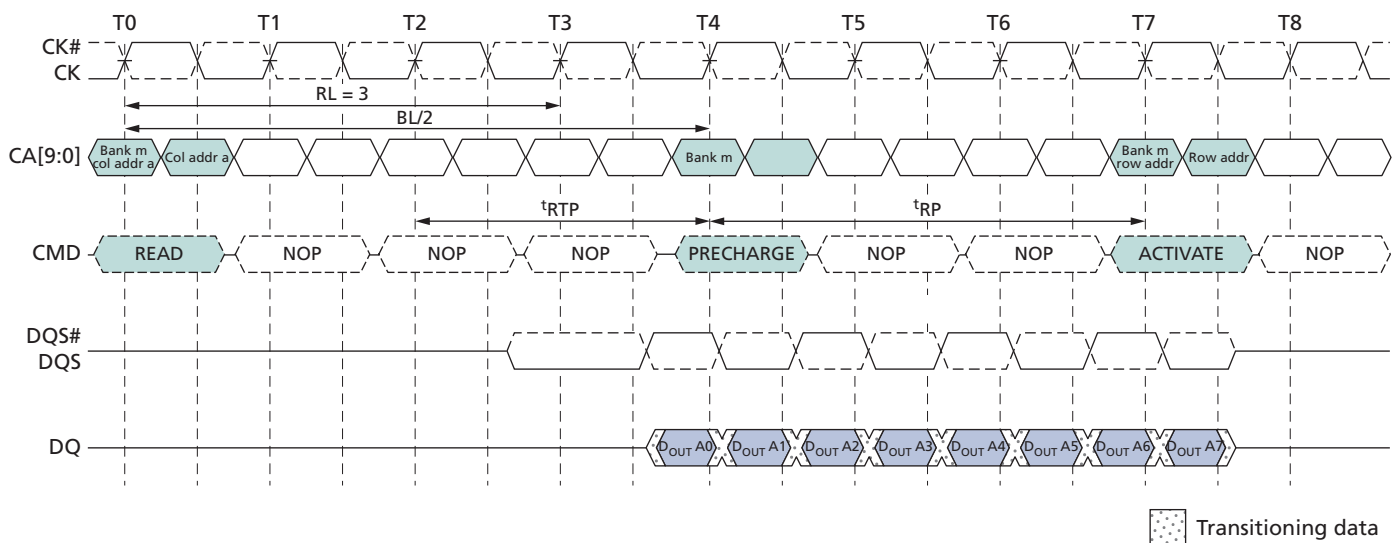 T0 T1 T2 T3 T4 T5 T6 T7 T8
CK#
CK
RL = 3
BL/2
CA[9:0]
Bank m
col addr a
Col addr a
Bank m
Bank m
row addr
Row addr
tRTP
tRP
CMD
READ NOP NOP NOP PRECHARGE NOP NOP ACTIVATE NOP
DQS#
DQS
DQ
DOUT A0 DOUT A1 DOUT A2 DOUT A3 DOUT A4 DOUT A5 DOUT A6 DOUT A7
Transitioning data